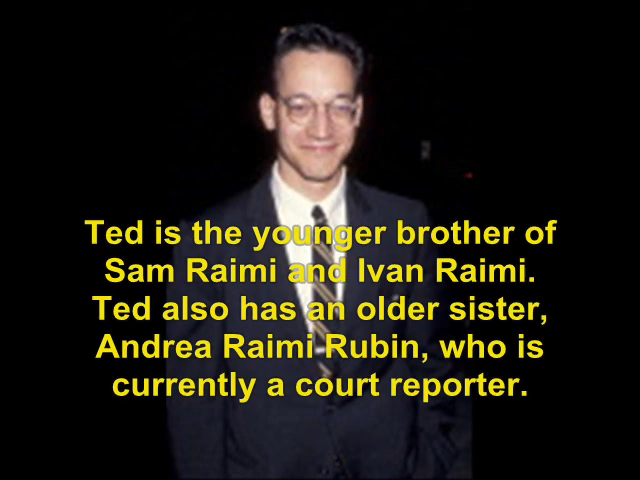 Ted is the younger brother of
Sam Raimi and Ivan Raimi.
Ted also has an older sister,
Andrea Raimi Rubin, who is
currently a court reporter.